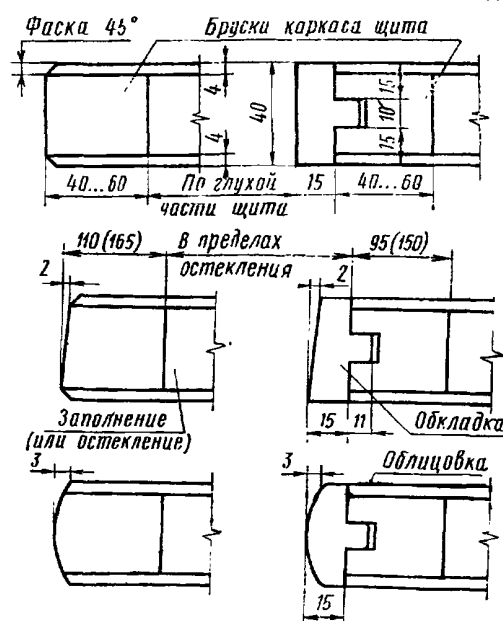 Фаска 45°
Бруски каркаса щита
4
4
40
15
10
15
40...60
По глухой
части щита
15
40...60
110(165)
в пределах
остекления
95(150)
2
2
Заполнение
(или остекление)
15
11
Обкладка
3
3
Облицовка
15